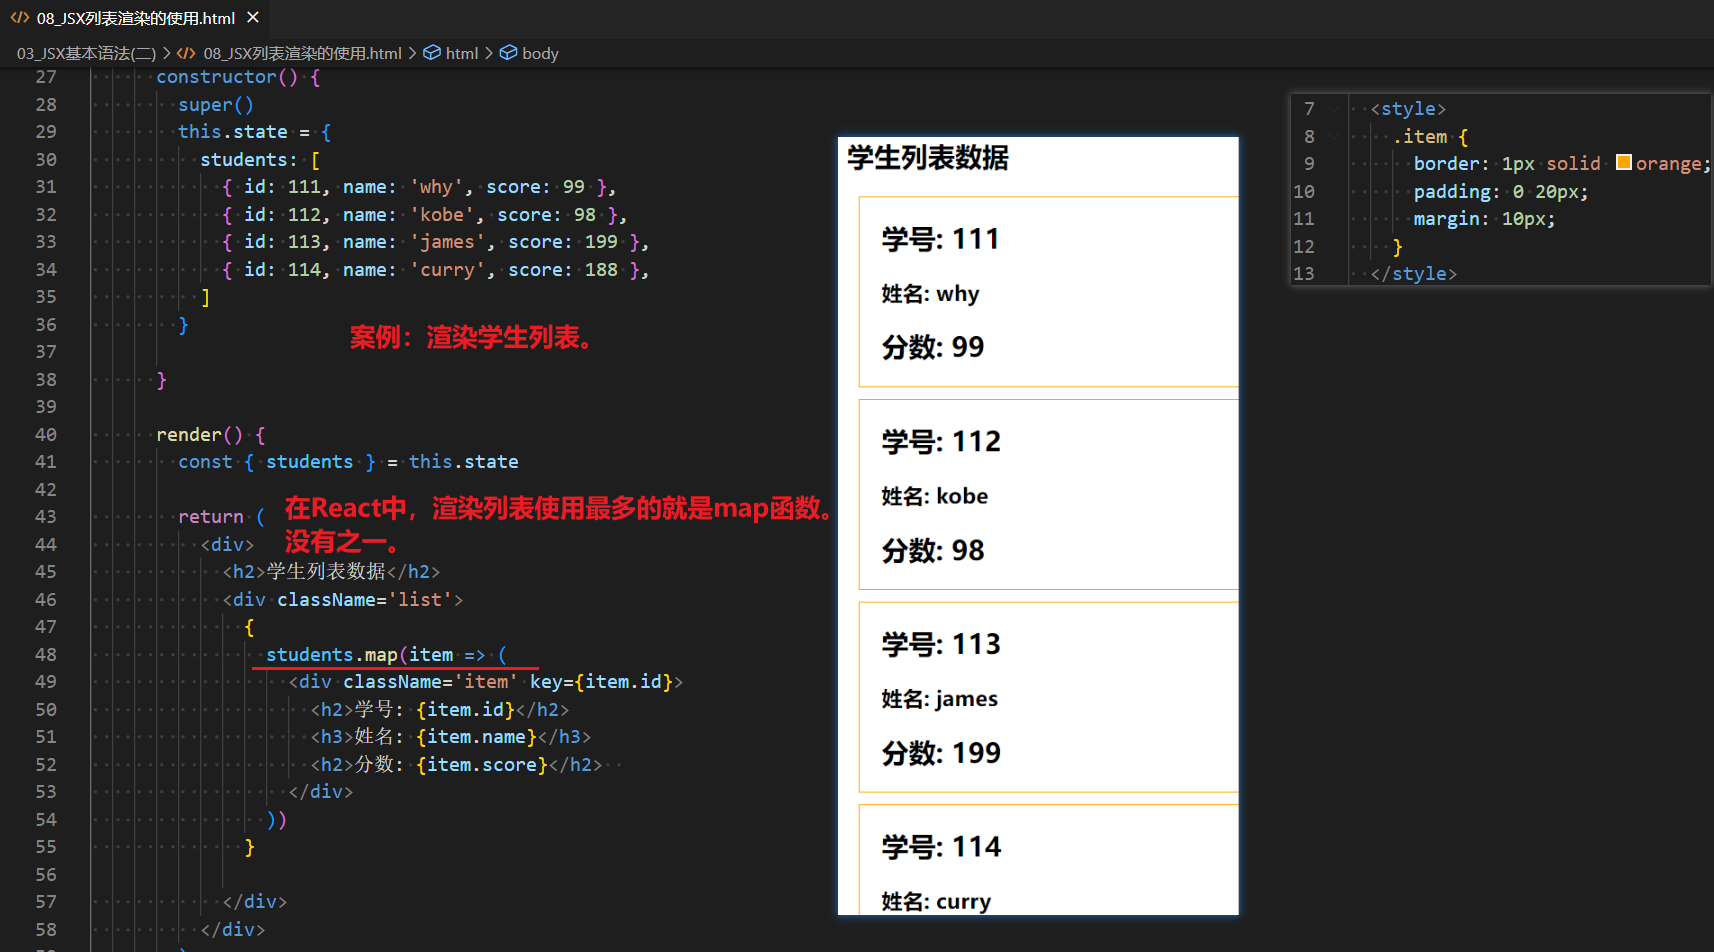 08_JSX列表渲染的使用.html
03_JSX基本语法(二) > 08_JSX列表渲染的使用.html > html > body
27 constructor() {
28 super()
29 this.state = {
30 students: [
31 { id: 111, name: 'why', score: 99 },
32 { id: 112, name: 'kobe', score: 98 },
33 { id: 113, name: 'james', score: 199 },
34 { id: 114, name: 'curry', score: 188 },
35 ]
36 }
案例：渲染学生列表。
37
38 }
39
40 render() {
41 const { students } = this.state
42
在React中，渲染列表使用最多的就是map函数。
没有之一。
43 return (
44 <div>
45 <h2>学生列表数据</h2>
46 <div className='list'>
47 {
48 students.map(item => (
49 <div className='item' key={item.id}>
50 <h2>学号: {item.id}</h2>
51 <h3>姓名: {item.name}</h3>
52 <h2>分数: {item.score}</h2>
53 </div>
54 ))
55 }
56
57 </div>
58 </div>
学生列表数据
学号: 111
姓名: why
分数: 99
学号: 112
姓名: kobe
分数: 98
学号: 113
姓名: james
分数: 199
学号: 114
姓名: curry
7 <style>
8 .item {
9 border: 1px solid orange;
10 padding: 0 20px;
11 margin: 10px;
12 }
13 </style>